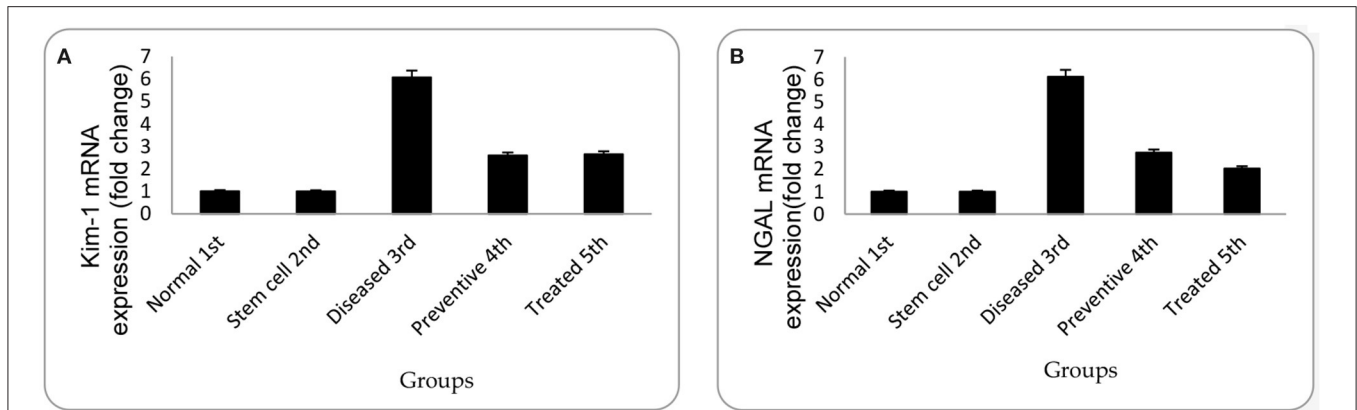 A
Kim-1 mRNA
expression (fold change)
7
6
5
4
3
2
1
0
Normal 1st
Stem cell 2nd
Diseased 3rd
Preventive 4th
Treated 5th
Groups
B
NGAL mRNA
expression(fold change)
7
6
5
4
3
2
1
0
Normal 1st
Stem cell 2nd
Diseased 3rd
Preventive 4th
Treated 5th
Groups